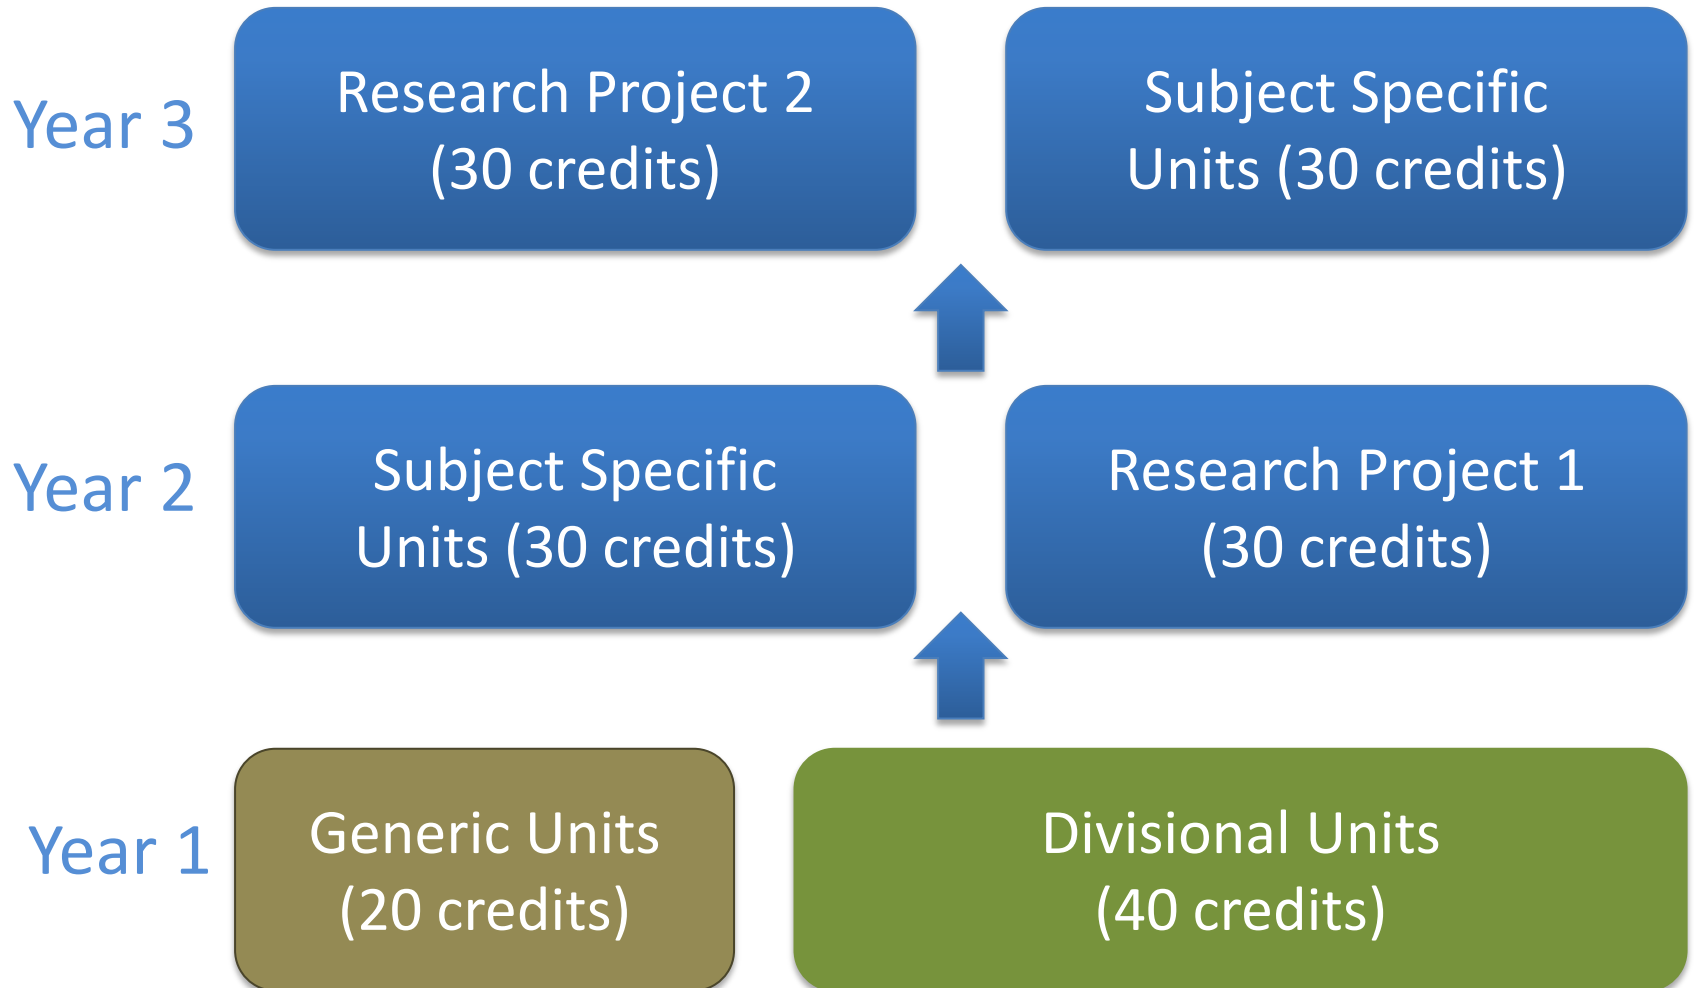 Year 3
Research Project 2
(30 credits)
Subject Specific
Units (30 credits)
Year 2
Subject Specific
Units (30 credits)
Research Project 1
(30 credits)
Year 1
Generic Units
(20 credits)
Divisional Units
(40 credits)